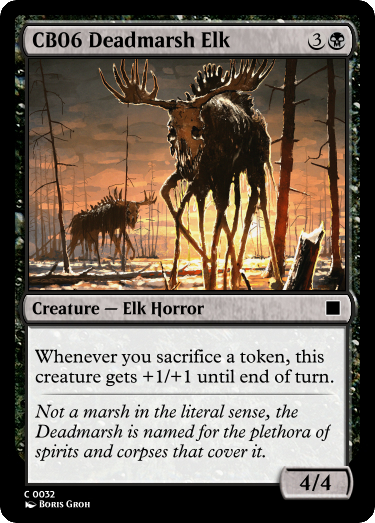 CB06 Deadmarsh Elk 3
Creature — Elk Horror
Whenever you sacrifice a token, this
creature gets +1/+1 until end of turn.
Not a marsh in the literal sense, the
Deadmarsh is named for the plethora of
spirits and corpses that cover it.
4/4
C 0032
Boris Groh